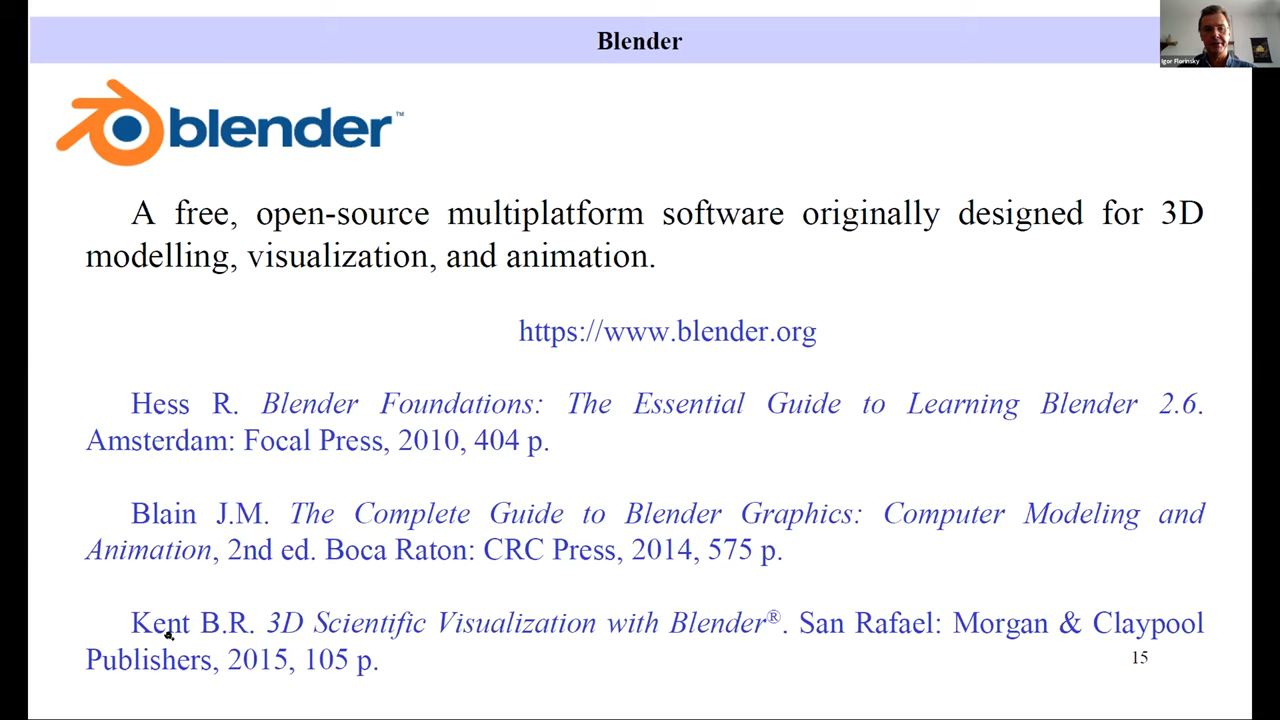 Blender
Igor Florinsky
blender™
A free, open-source multiplatform software originally designed for 3D
modelling, visualization, and animation.
https://www.blender.org
Hess R. Blender Foundations: The Essential Guide to Learning Blender 2.6.
Amsterdam: Focal Press, 2010, 404 p.
Blain J.M. The Complete Guide to Blender Graphics: Computer Modeling and
Animation, 2nd ed. Boca Raton: CRC Press, 2014, 575 p.
Kent B.R. 3D Scientific Visualization with Blender®. San Rafael: Morgan & Claypool
Publishers, 2015, 105 p.
15